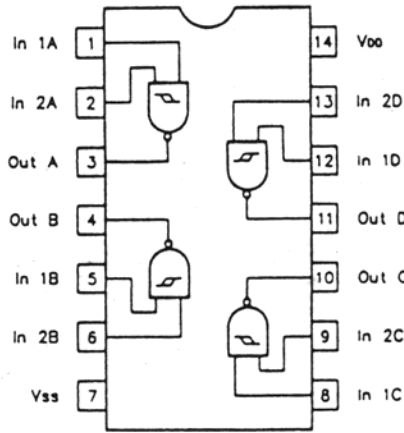 In 1A 1 14 VDD
In 2A 2 13 In 2D
Out A 3 12 In 1D
Out B 4 11 Out D
In 1B 5 10 Out C
In 2B 6 9 In 2C
Vss 7 8 In 1C